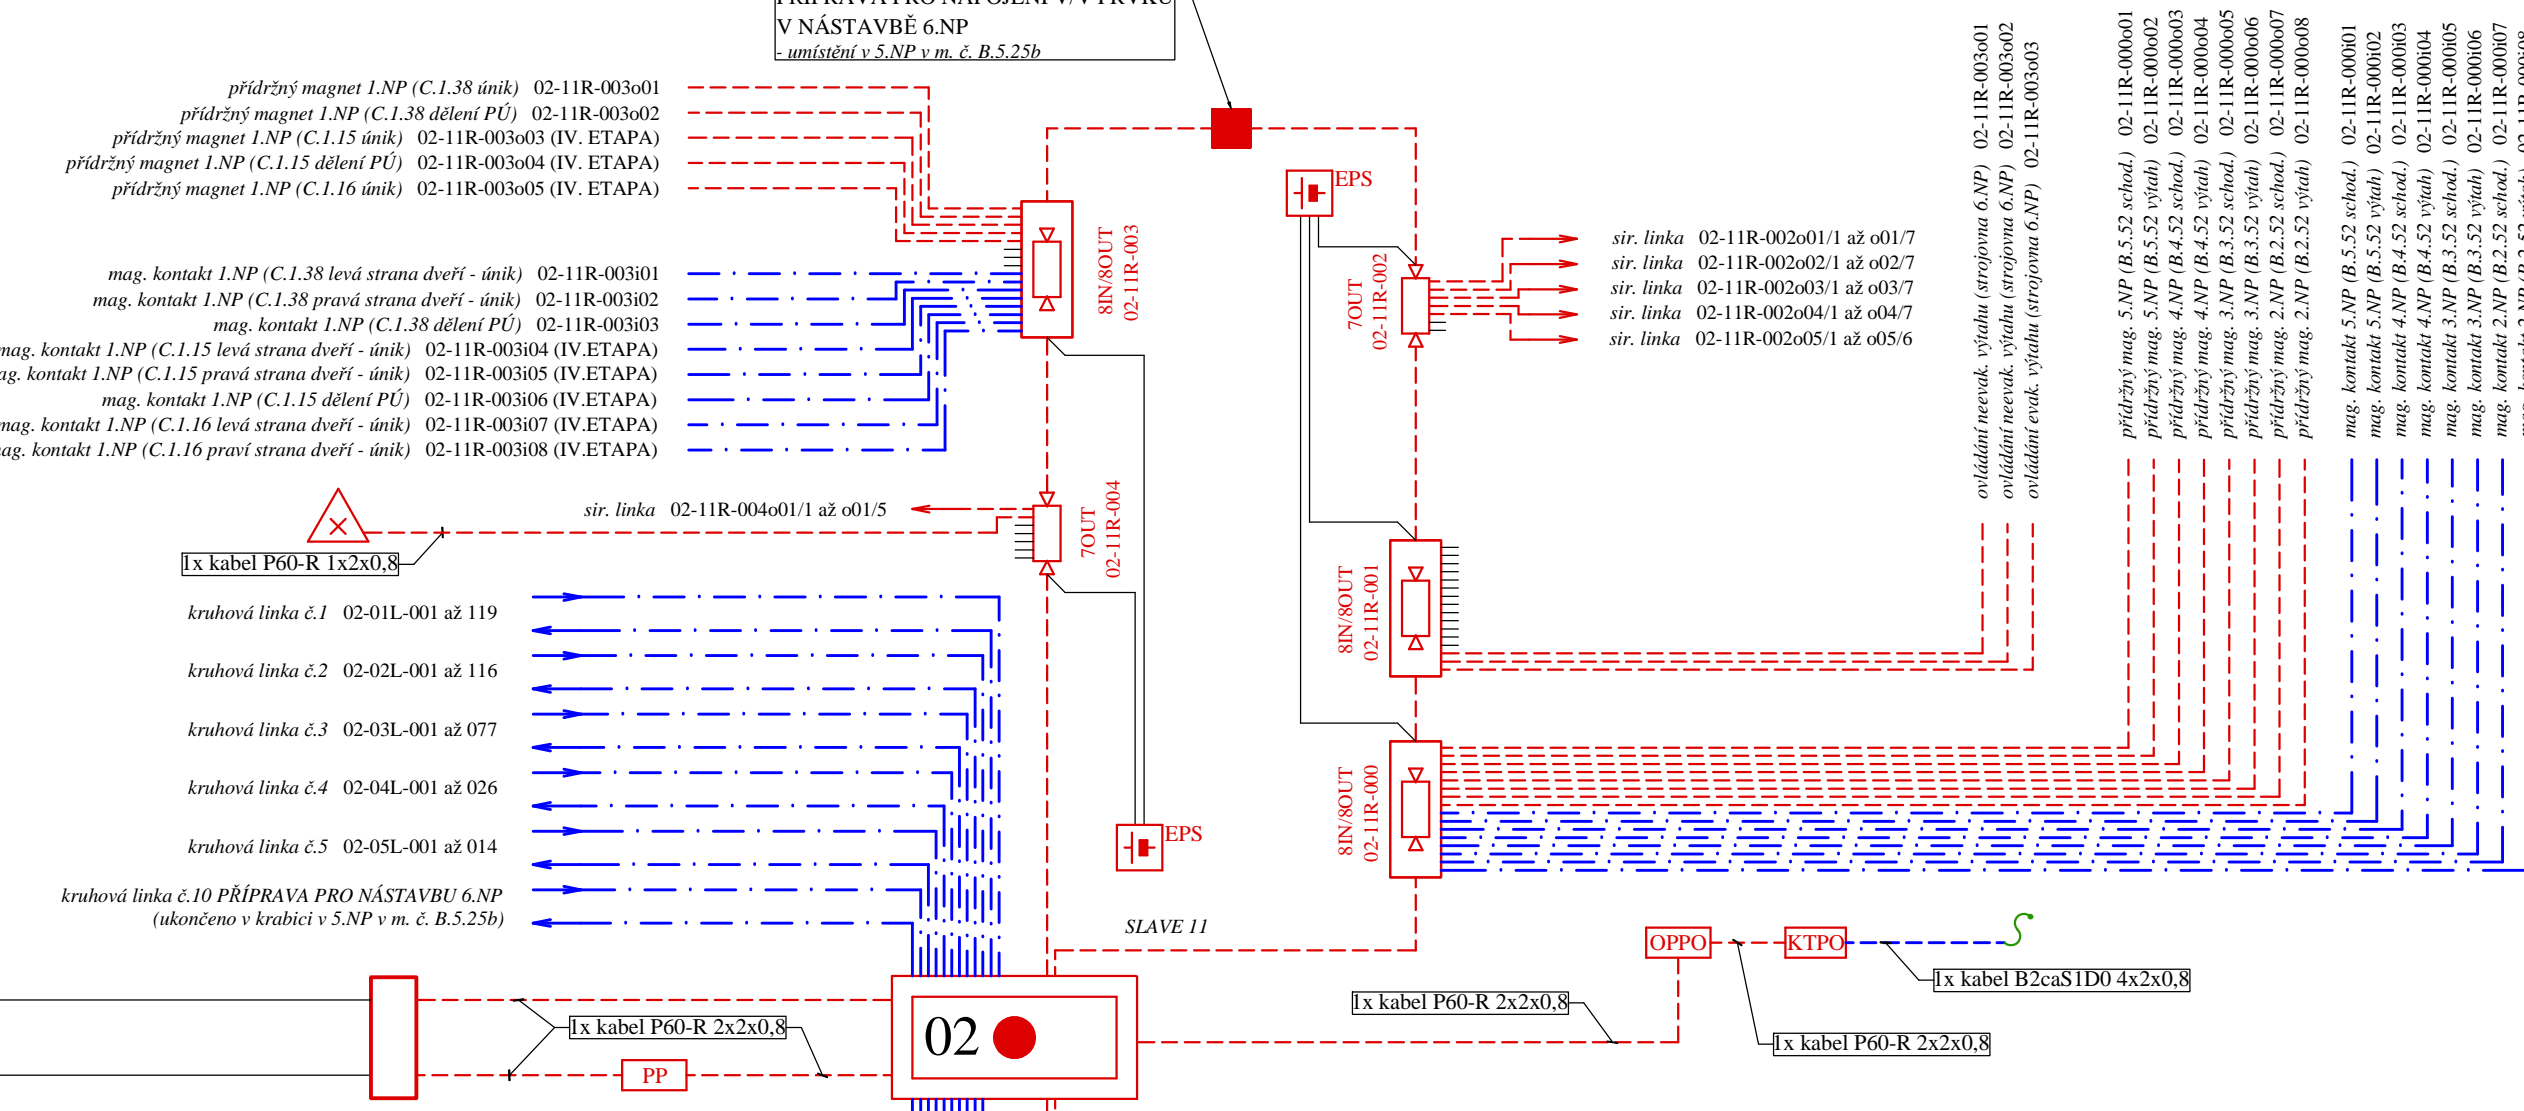 V NÁSTAVBĚ 6.NP
- umístění v 5.NP v m. č. B.5.25b
přídržný magnet 1.NP (C.1.38 únik) 02-11R-003o01
přídržný magnet 1.NP (C.1.38 dělení PÚ) 02-11R-003o02
přídržný magnet 1.NP (C.1.15 únik) 02-11R-003o03 (IV. ETAPA)
přídržný magnet 1.NP (C.1.15 dělení PÚ) 02-11R-003o04 (IV. ETAPA)
přídržný magnet 1.NP (C.1.16 únik) 02-11R-003o05 (IV. ETAPA)
mag. kontakt 1.NP (C.1.38 levá strana dveří - únik) 02-11R-003i01
mag. kontakt 1.NP (C.1.38 pravá strana dveří - únik) 02-11R-003i02
mag. kontakt 1.NP (C.1.38 dělení PÚ) 02-11R-003i03
mag. kontakt 1.NP (C.1.15 levá strana dveří - únik) 02-11R-003i04 (IV.ETAPA)
kontakt 1.NP (C.1.15 pravá strana dveří - únik) 02-11R-003i05 (IV.ETAPA)
mag. kontakt 1.NP (C.1.15 dělení PÚ) 02-11R-003i06 (IV.ETAPA)
mag. kontakt 1.NP (C.1.16 levá strana dveří - únik) 02-11R-003i07 (IV.ETAPA)
kontakt 1.NP (C.1.16 praví strana dveří - únik) 02-11R-003i08 (IV.ETAPA)
8IN/8OUT
02-11R-003
sir. linka 02-11R-004o01/1 až o01/5
7OUT
02-11R-004
1x kabel P60-R 1x2x0,8
kruhová linka č.1 02-01L-001 až 119
kruhová linka č.2 02-02L-001 až 116
kruhová linka č.3 02-03L-001 až 077
kruhová linka č.4 02-04L-001 až 026
kruhová linka č.5 02-05L-001 až 014
kruhová linka č.10 PŘÍPRAVA PRO NÁSTAVBU 6.NP
(ukončeno v krabici v 5.NP v m. č. B.5.25b)
EPS
EPS
7OUT
02-11R-002
sir. linka 02-11R-002o01/1 až o01/7
sir. linka 02-11R-002o02/1 až o02/7
sir. linka 02-11R-002o03/1 až o03/7
sir. linka 02-11R-002o04/1 až o04/7
sir. linka 02-11R-002o05/1 až o05/6
8IN/8OUT
02-11R-001
8IN/8OUT
02-11R-000
ovládání neevak. výtahu (strojovna 6.NP) 02-11R-003o01
ovládání neevak. výtahu (strojovna 6.NP) 02-11R-003o02
ovládání evak. výtahu (strojovna 6.NP) 02-11R-003o03
přídržný mag. 5.NP (B.5.52 schod.) 02-11R-000o01
přídržný mag. 5.NP (B.5.52 výtah) 02-11R-000o02
přídržný mag. 4.NP (B.4.52 schod.) 02-11R-000o03
přídržný mag. 4.NP (B.4.52 výtah) 02-11R-000o04
přídržný mag. 3.NP (B.3.52 schod.) 02-11R-000o05
přídržný mag. 3.NP (B.3.52 výtah) 02-11R-000o06
přídržný mag. 2.NP (B.2.52 schod.) 02-11R-000o07
přídržný mag. 2.NP (B.2.52 výtah) 02-11R-000o08
mag. kontakt 5.NP (B.5.52 schod.) 02-11R-000i01
mag. kontakt 5.NP (B.5.52 výtah) 02-11R-000i02
mag. kontakt 4.NP (B.4.52 schod.) 02-11R-000i03
mag. kontakt 4.NP (B.4.52 výtah) 02-11R-000i04
mag. kontakt 3.NP (B.3.52 schod.) 02-11R-000i05
mag. kontakt 3.NP (B.3.52 výtah) 02-11R-000i06
mag. kontakt 2.NP (B.2.52 schod.) 02-11R-000i07
SLAVE 11
OPPO
KTPO
1x kabel B2caS1D0 4x2x0,8
1x kabel P60-R 2x2x0,8
1x kabel P60-R 2x2x0,8
1x kabel P60-R 2x2x0,8
02
PP